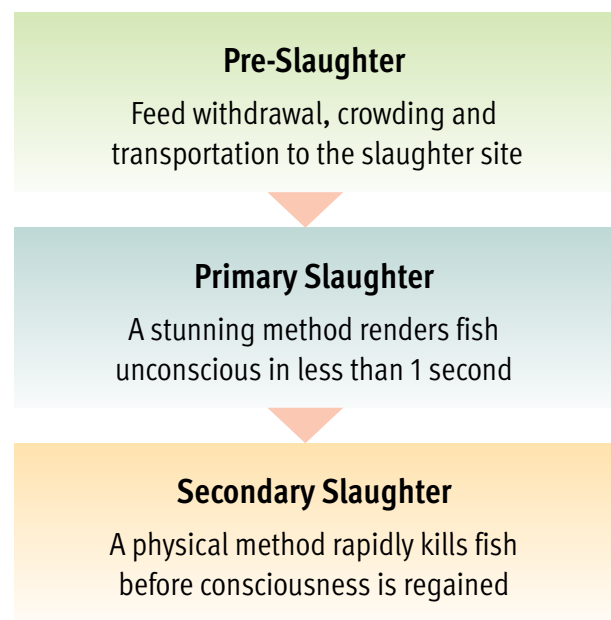 Pre-Slaughter
Feed withdrawal, crowding and
transportation to the slaughter site
Primary Slaughter
A stunning method renders fish
unconscious in less than 1 second
Secondary Slaughter
A physical method rapidly kills fish
before consciousness is regained